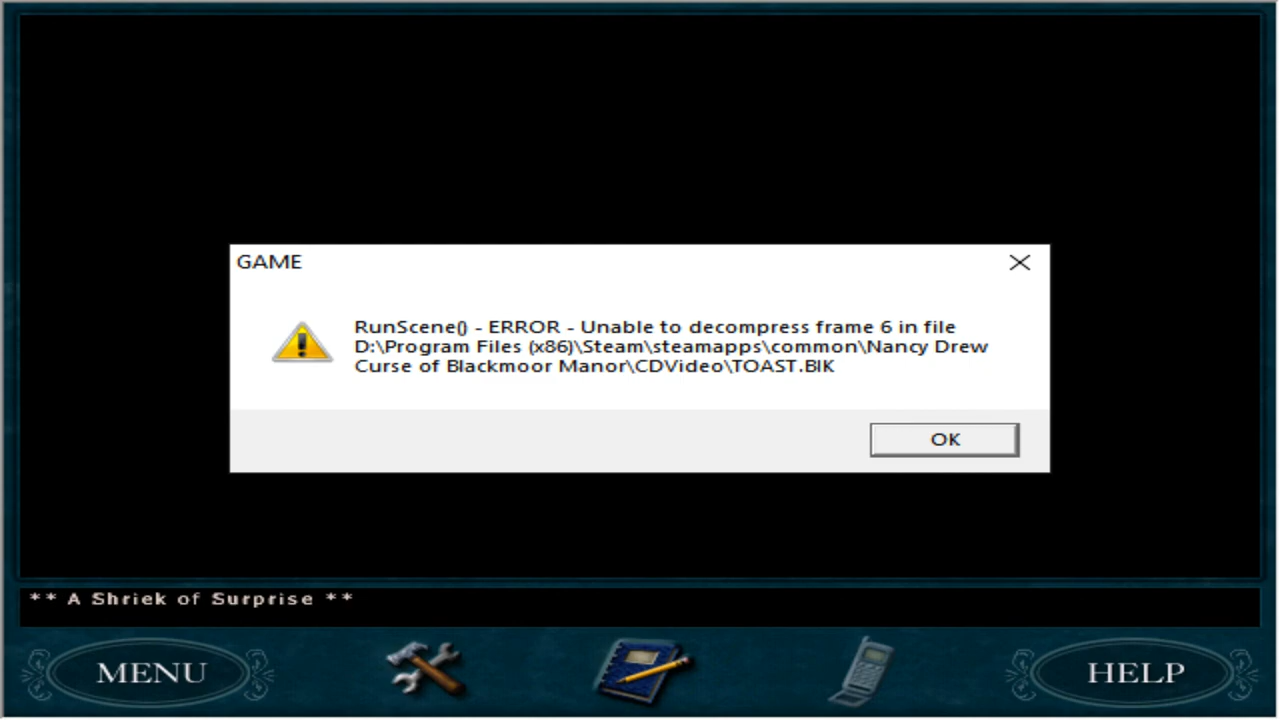 GAME
RunScene() - ERROR - Unable to decompress frame 6 in file
D:\Program Files (x86)\Steam\steamapps\common\Nancy Drew
Curse of Blackmoor Manor\CDVideo\TOAST.BIK
OK
** A Shriek of Surprise **
MENU
HELP